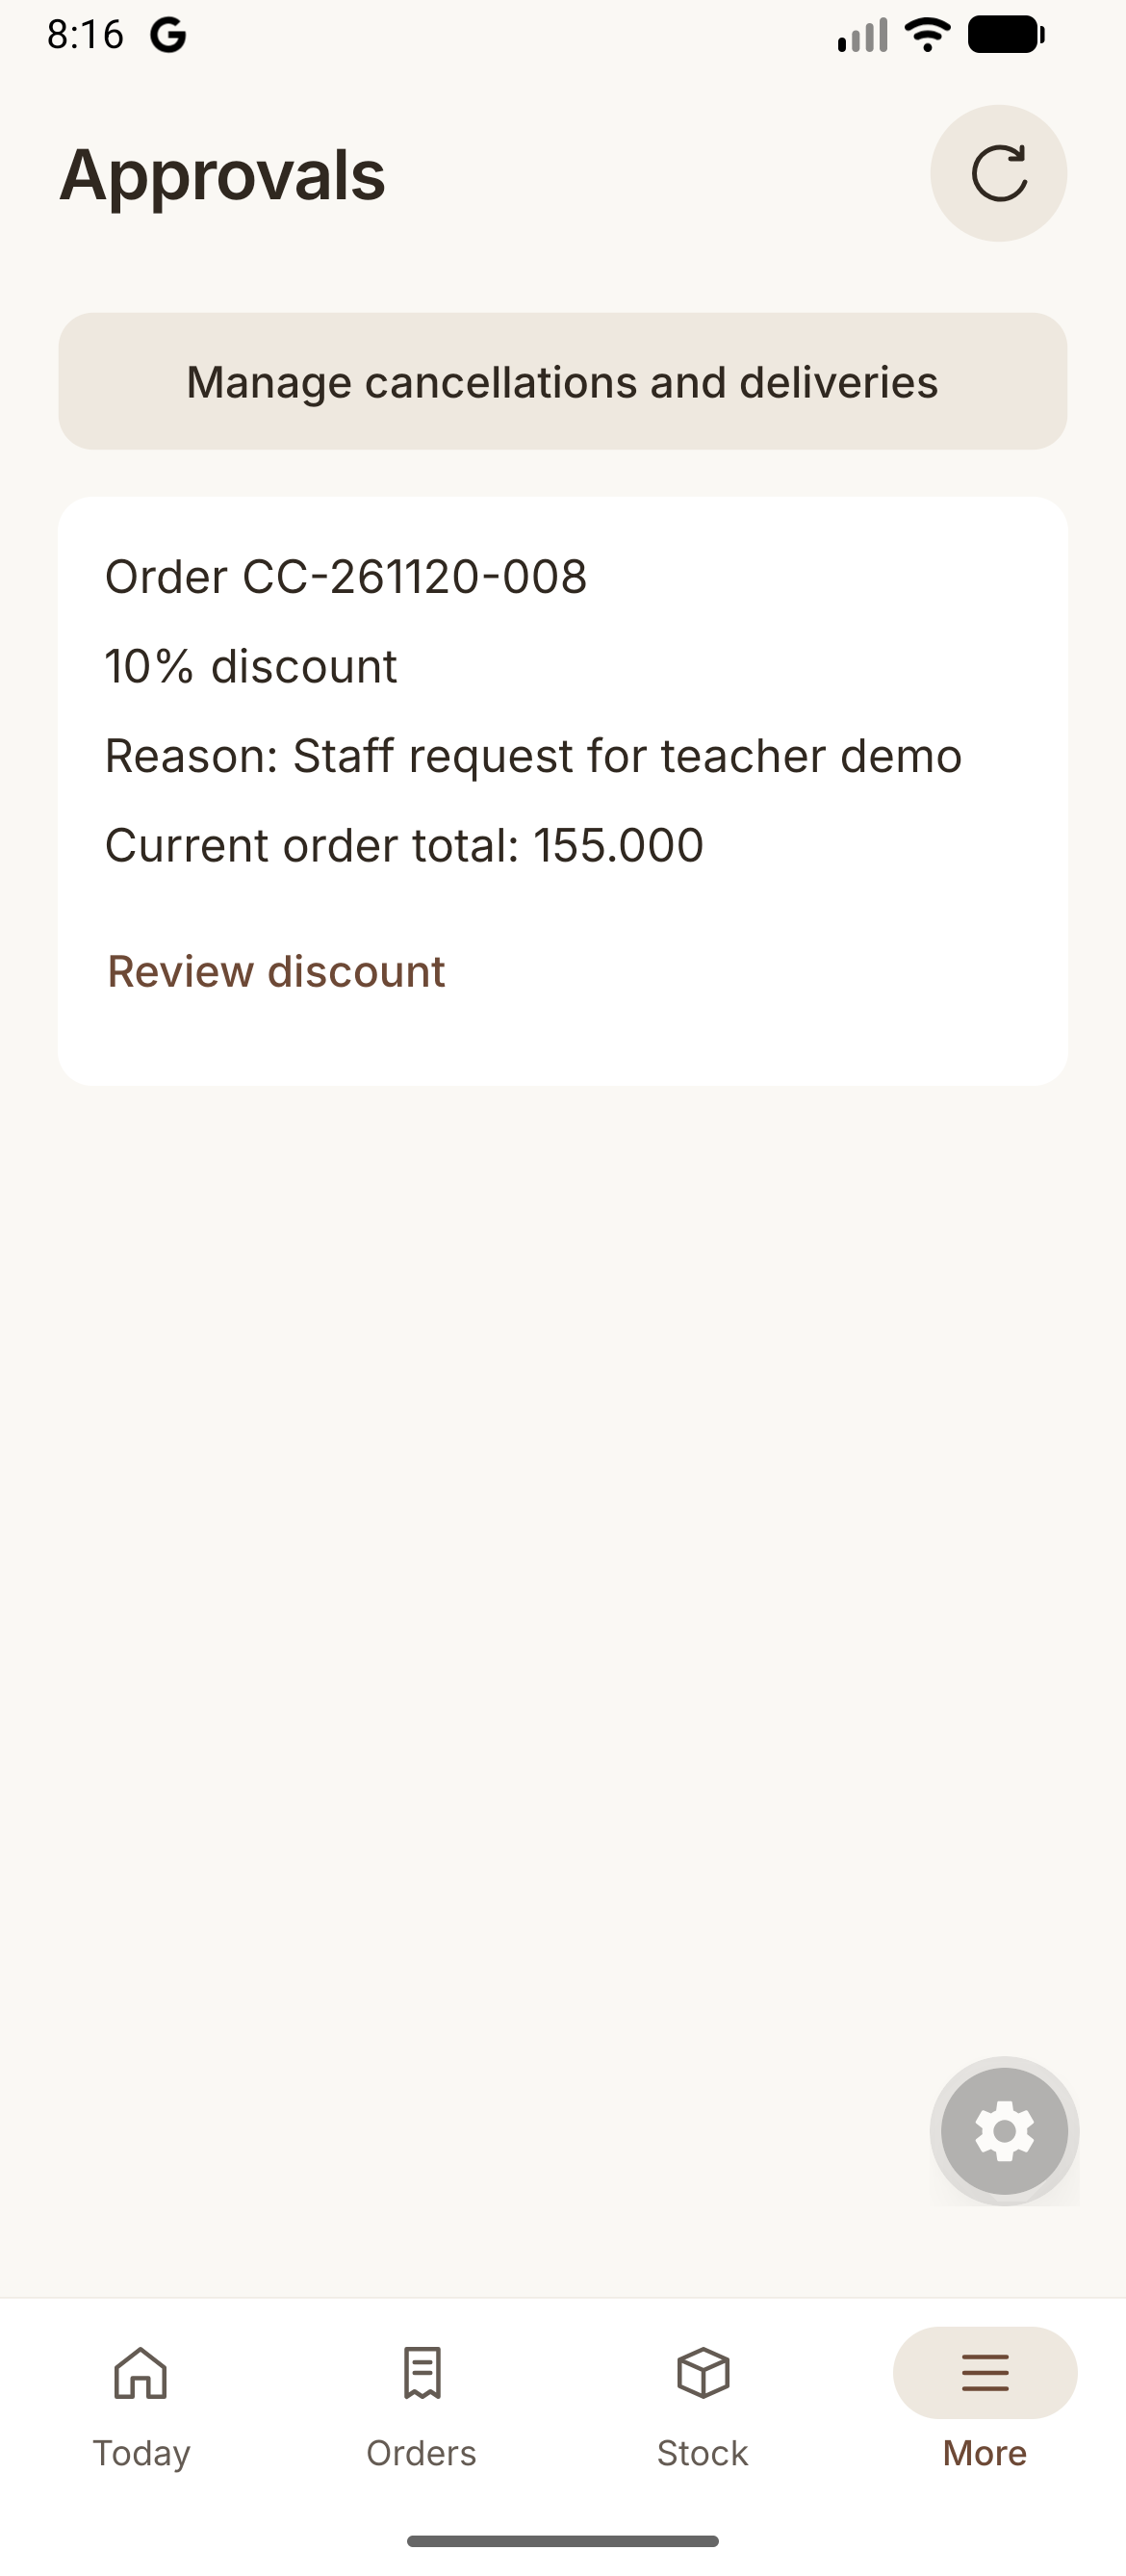 8:16
Approvals
Manage cancellations and deliveries
Order CC-261120-008
10% discount
Reason: Staff request for teacher demo
Current order total: 155.000
Review discount
Today
Orders
Stock
More